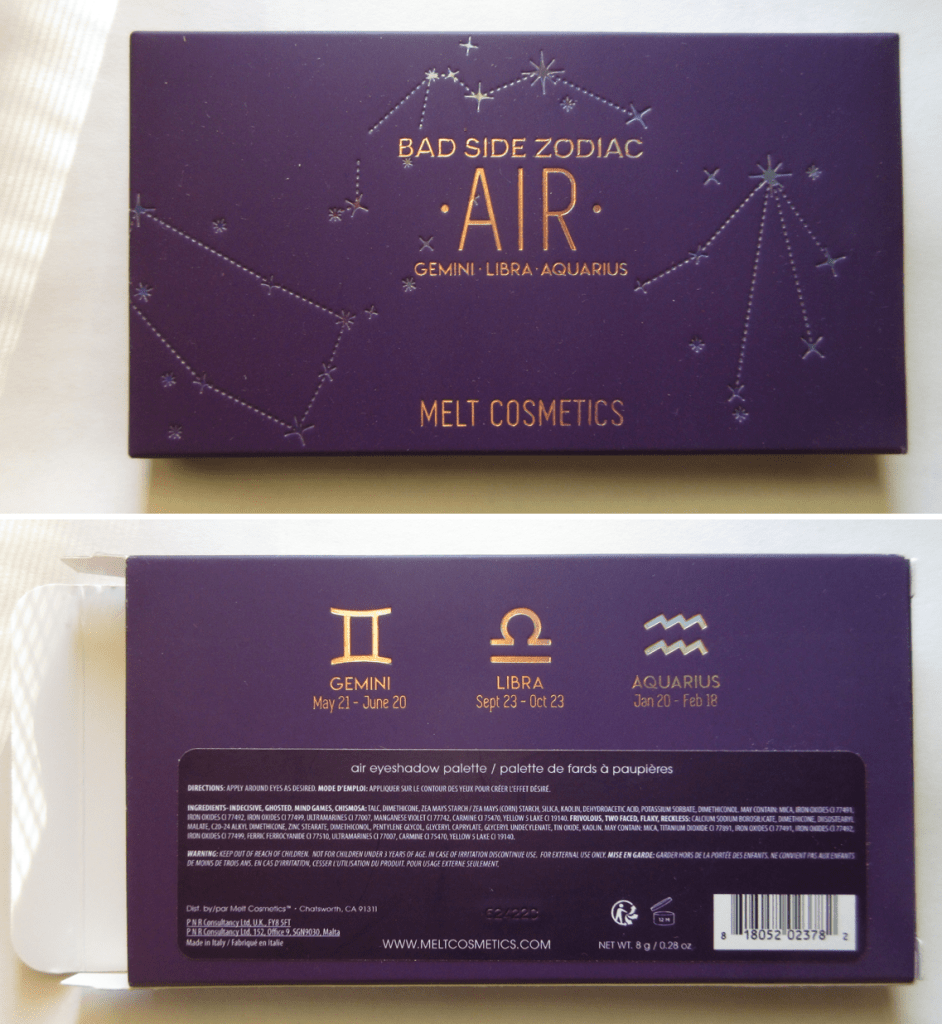 BAD SIDE ZODIAC
·AIR·
GEMINI · LIBRA · AQUARIUS
MELT COSMETICS
GEMINI
May 21 - June 20
LIBRA
Sept 23 - Oct 23
AQUARIUS
Jan 20 - Feb 18
air eyeshadow palette / palette de fards à paupières
DIRECTIONS: APPLY AROUND EYES AS DESIRED. MODE D'EMPLOI: APPLIQUER SUR LE CONTOUR DES YEUX POUR CRÉER L'EFFET DÉSIRÉ.
INGREDIENTS- INDECISIVE, GHOSTED, MIND GAMES, CHISMOSA: TALC, DIMETHICONE, ZEA MAYS STARCH / ZEA MAYS (CORN) STARCH, SILICA, KAOLIN, DEHYDROACETIC ACID, POTASSIUM SORBATE, DIMETHICONOL. MAY CONTAIN: MICA, IRON OXIDES CI 77491,
IRON OXIDES CI 77492, IRON OXIDES CI 77499, ULTRAMARINES CI 77007, MANGANESE VIOLET CI 77742, CARMINE CI 75470, YELLOW 5 LAKE CI 19140. FRIVOLOUS, TWO FACED, FLAKY, RECKLESS: CALCIUM SODIUM BOROSILICATE, DIMETHICONE, DIISOSTEARYL
MALATE, C20-24 ALKYL DIMETHICONE, ZINC STEARATE, DIMETHICONOL, PENTYLENE GLYCOL, GLYCERYL CAPRYLATE, GLYCERYL UNDECYLENATE, TIN OXIDE, KAOLIN. MAY CONTAIN: MICA, TITANIUM DIOXIDE CI 77891, IRON OXIDES CI 77491, IRON OXIDES CI 77492,
IRON OXIDES CI 77499, FERRIC FERROCYANIDE CI 77510, ULTRAMARINES CI 77007, CARMINE CI 75470, YELLOW 5 LAKE CI 19140.
WARNING: KEEP OUT OF REACH OF CHILDREN. NOT FOR CHILDREN UNDER 3 YEARS OF AGE. IN CASE OF IRRITATION DISCONTINUE USE. FOR EXTERNAL USE ONLY. MISE EN GARDE: GARDER HORS DE LA PORTÉE DES ENFANTS. NE CONVIENT PAS AUX ENFANTS
DE MOINS DE TROIS ANS. EN CAS D'IRRITATION, CESSER L'UTILISATION DU PRODUIT. POUR USAGE EXTERNE SEULEMENT.
Dist. by/par Melt Cosmetics™ · Chatsworth, CA 91311
P N R Consultancy Ltd. U.K., FY8 5FT
P N R Consultancy Ltd. 152, Office 9, SGN9030, Malta
Made in Italy / Fabriqué en Italie
WWW.MELTCOSMETICS.COM
12 M
NET WT. 8 g / 0.28 oz.
8 18052 02378 2